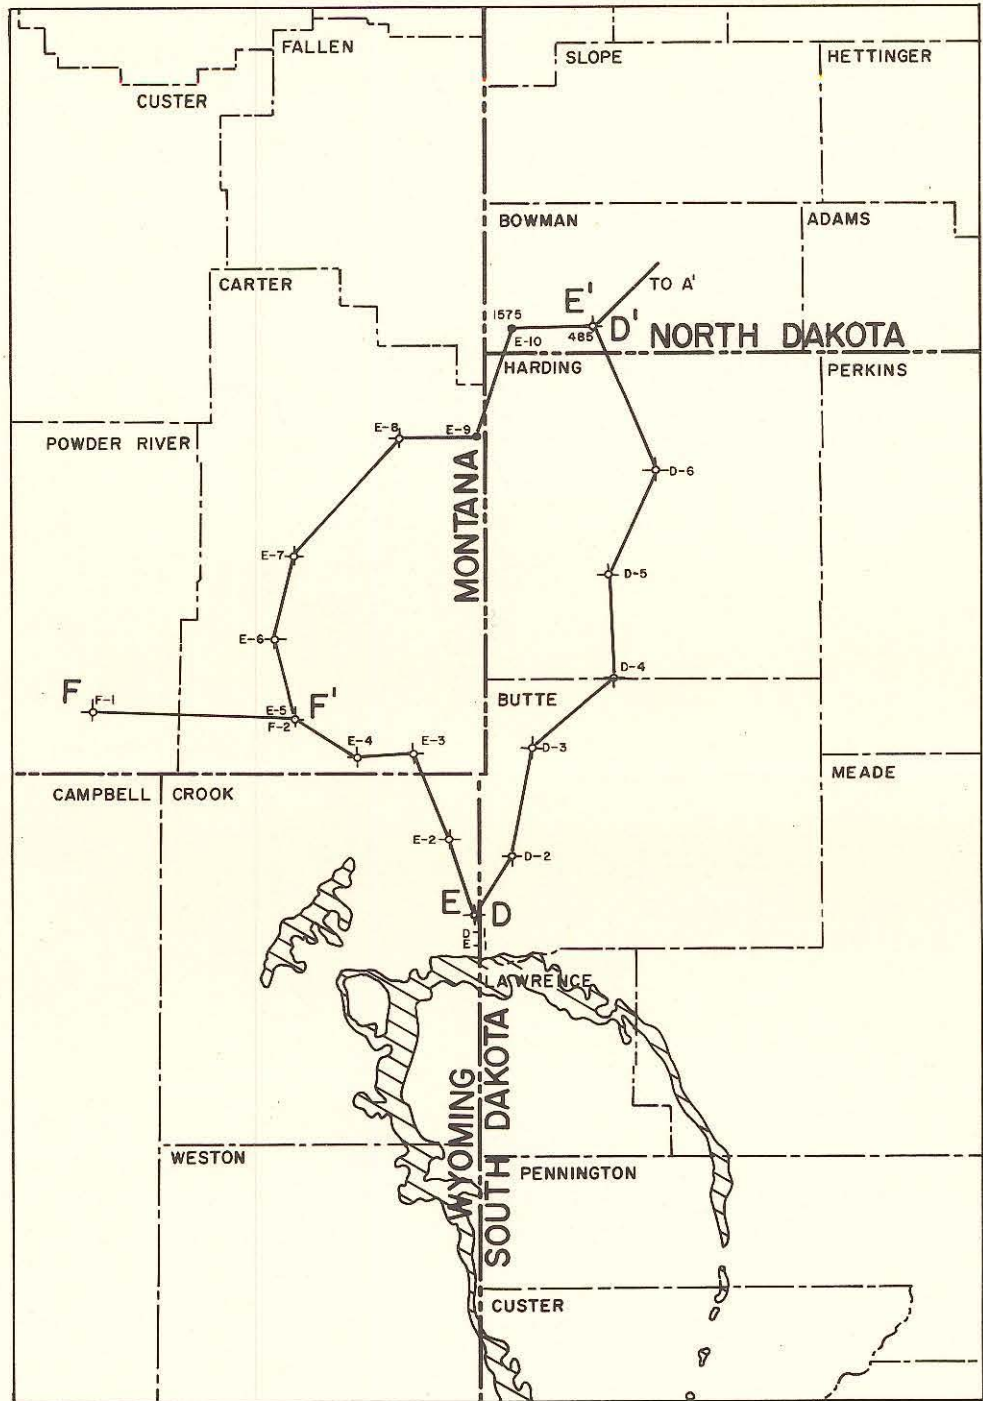 FALLEN
SLOPE
HETTINGER
CUSTER
BOWMAN
ADAMS
CARTER
TO A'
E'
1575
E-10
485
D'
NORTH DAKOTA
HARDING
PERKINS
POWDER RIVER
E-8
E-9
MONTANA
D-6
E-7
D-5
E-6
D-4
F
F-1
E-5
F-2
F'
BUTTE
E-4
E-3
D-3
MEADE
CAMPBELL
CROOK
E-2
D-2
E
D
D
E
LAWRENCE
WYOMING
SOUTH DAKOTA
WESTON
PENNINGTON
CUSTER